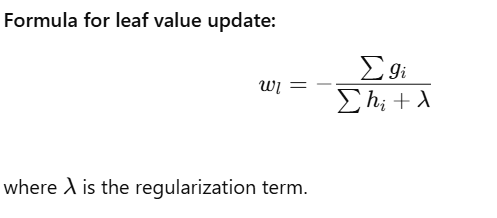 Formula for leaf value update:
w_l = - \frac{\sum g_i}{\sum h_i + \lambda}
where λ is the regularization term.